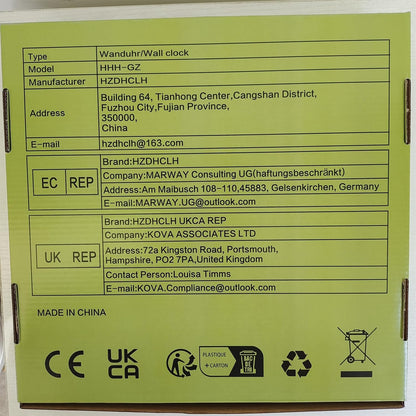 Type Wanduhr/Wall clock
Model HHH-GZ
Manufacturer HZDHCLH
Address Building 64, Tianhong Center,Cangshan District,
Fuzhou City,Fujian Province,
350000,
China
E-mail hzdhclh@163.com
EC REP
Brand:HZDHCLH
Company:MARWAY Consulting UG(haftungsbeschränkt)
Address:Am Maibusch 108-110,45883, Gelsenkirchen, Germany
E-mail:MARWAY.UG@outlook.com
UK REP
Brand:HZDHCLH UKCA REP
Company:KOVA ASSOCIATES LTD
Address:72a Kingston Road, Portsmouth,
Hampshire, PO2 7PA,United Kingdom
Contact Person:Louisa Timms
E-mail:KOVA.Compliance@outlook.com
MADE IN CHINA
CE
UK
CA
PLASTIQUE
+ CARTON
BAC
DE
TRI